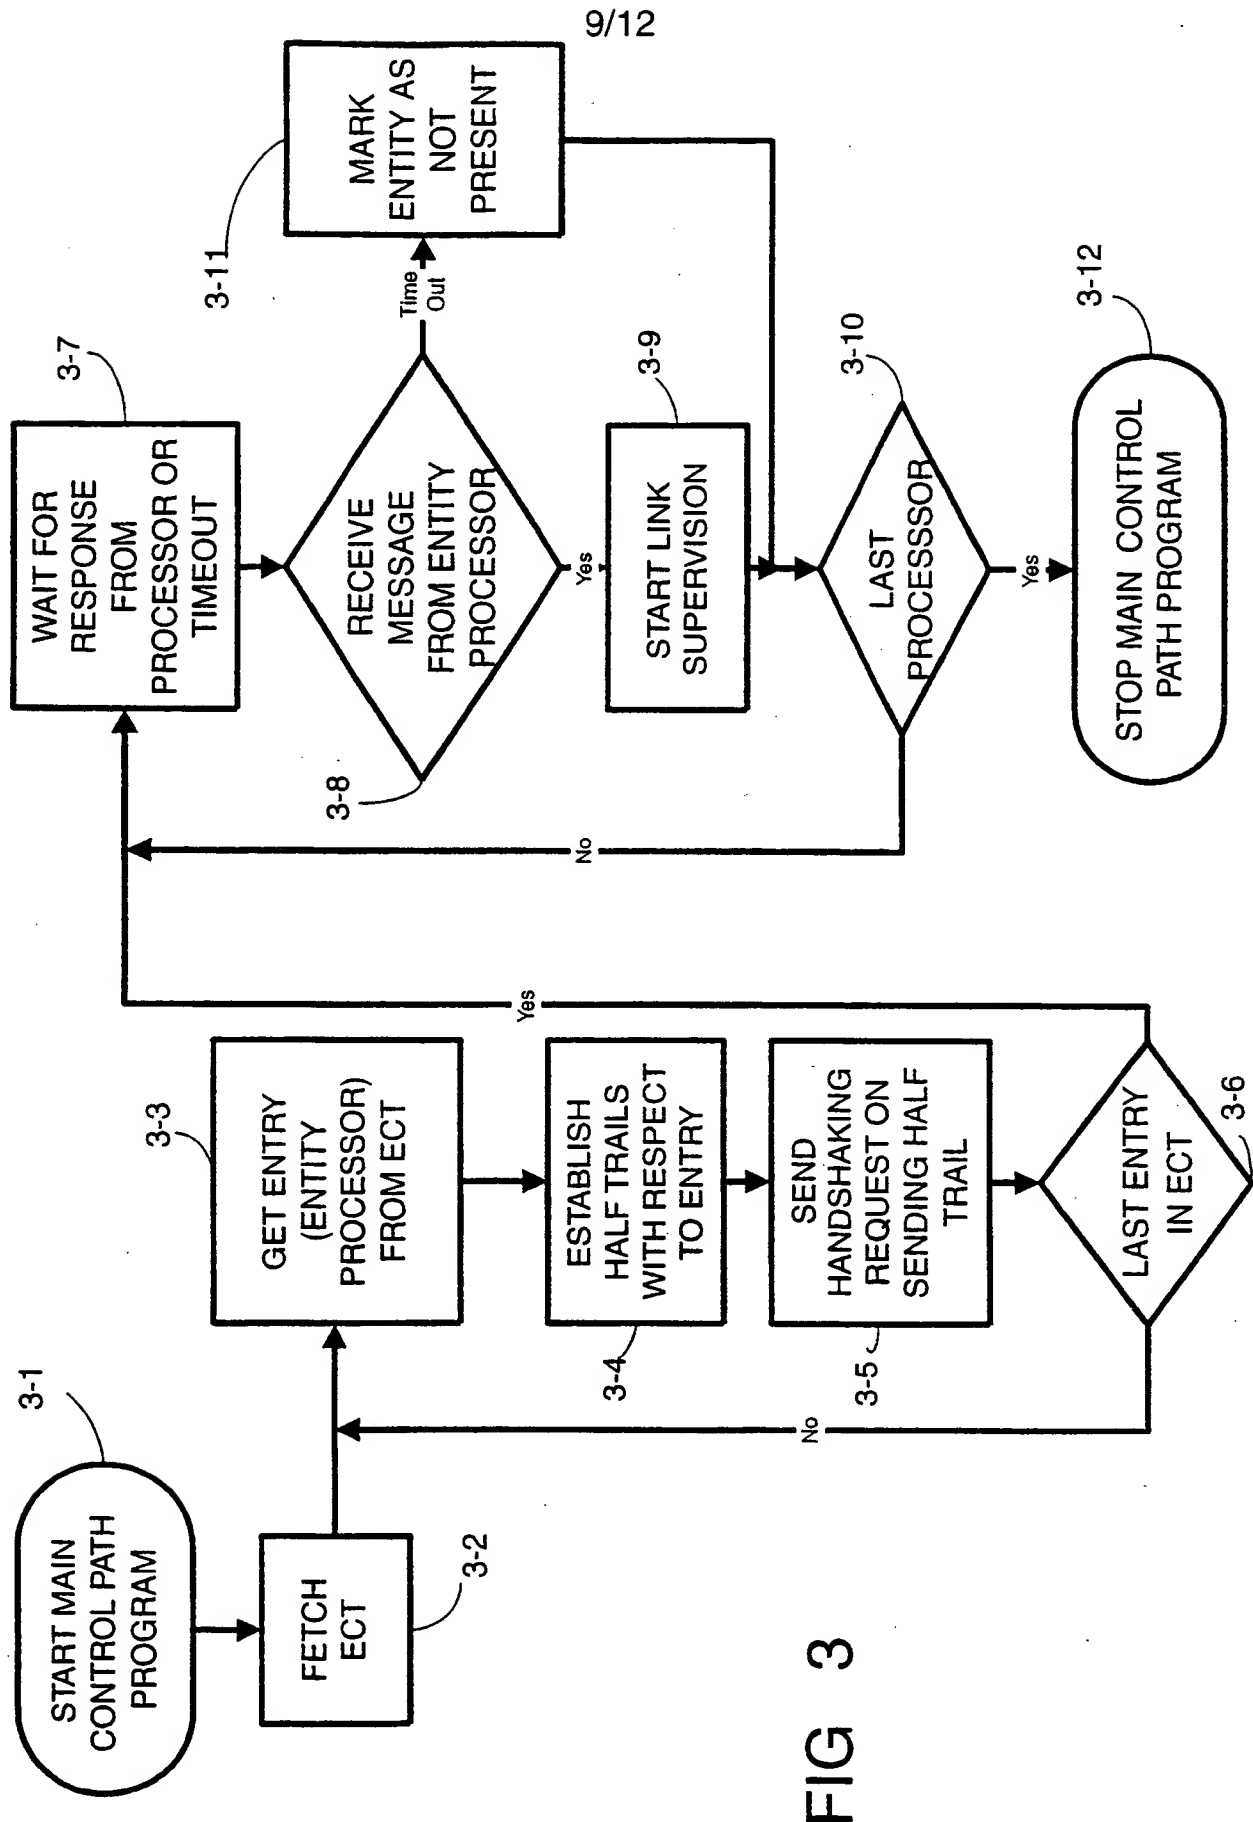 9/12
START MAIN
CONTROL PATH
PROGRAM
3-1
FETCH
ECT
3-2
GET ENTRY
(ENTITY
PROCESSOR)
FROM ECT
3-3
ESTABLISH
HALF TRAILS
WITH RESPECT
TO ENTRY
3-4
SEND
HANDSHAKING
REQUEST ON
SENDING HALF
TRAIL
3-5
LAST ENTRY
IN ECT
3-6
No
Yes
WAIT FOR
RESPONSE
FROM
PROCESSOR OR
TIMEOUT
3-7
RECEIVE
MESSAGE
FROM ENTITY
PROCESSOR
3-8
Time
Out
MARK
ENTITY AS
NOT
PRESENT
3-11
Yes
START LINK
SUPERVISION
3-9
LAST
PROCESSSOR
3-10
No
Yes
STOP MAIN CONTROL
PATH PROGRAM
3-12
FIG 3